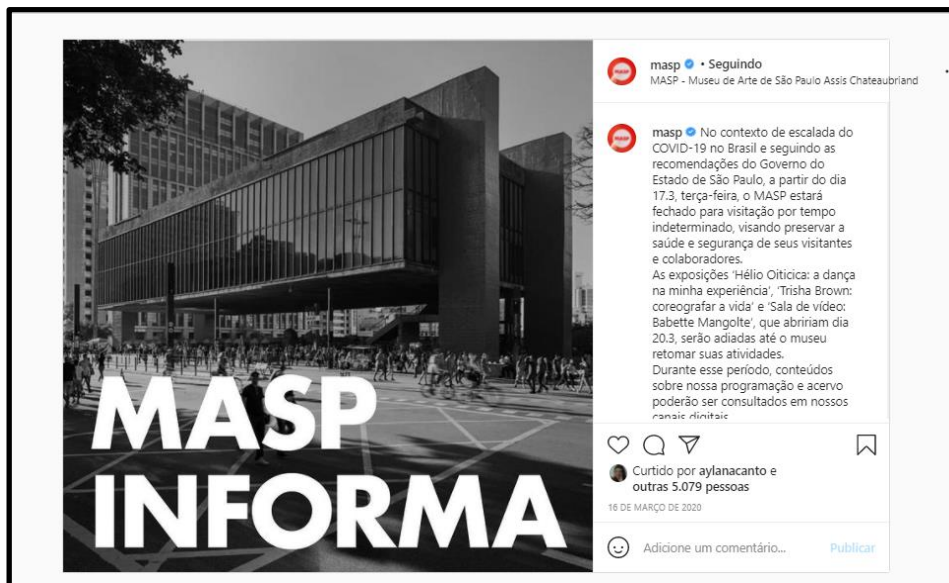 MASP
INFORMA
masp • Seguindo
MASP - Museu de Arte de São Paulo Assis Chateaubriand
masp No contexto de escalada do
COVID-19 no Brasil e seguindo as
recomendações do Governo do
Estado de São Paulo, a partir do dia
17.3, terça-feira, o MASP estará
fechado para visitação por tempo
indeterminado, visando preservar a
saúde e segurança de seus visitantes
e colaboradores.
As exposições ‘Hélio Oiticica: a dança
na minha experiência’, ‘Trisha Brown:
coreografar a vida’ e ‘Sala de vídeo:
Babette Mangolte’, que abririam dia
20.3, serão adiadas até o museu
retomar suas atividades.
Durante esse período, conteúdos
sobre nossa programação e acervo
poderão ser consultados em nossos
canais digitais
Curtido por aylanacanto e
outras 5.079 pessoas
16 DE MARÇO DE 2020
Adicione um comentário... Publicar